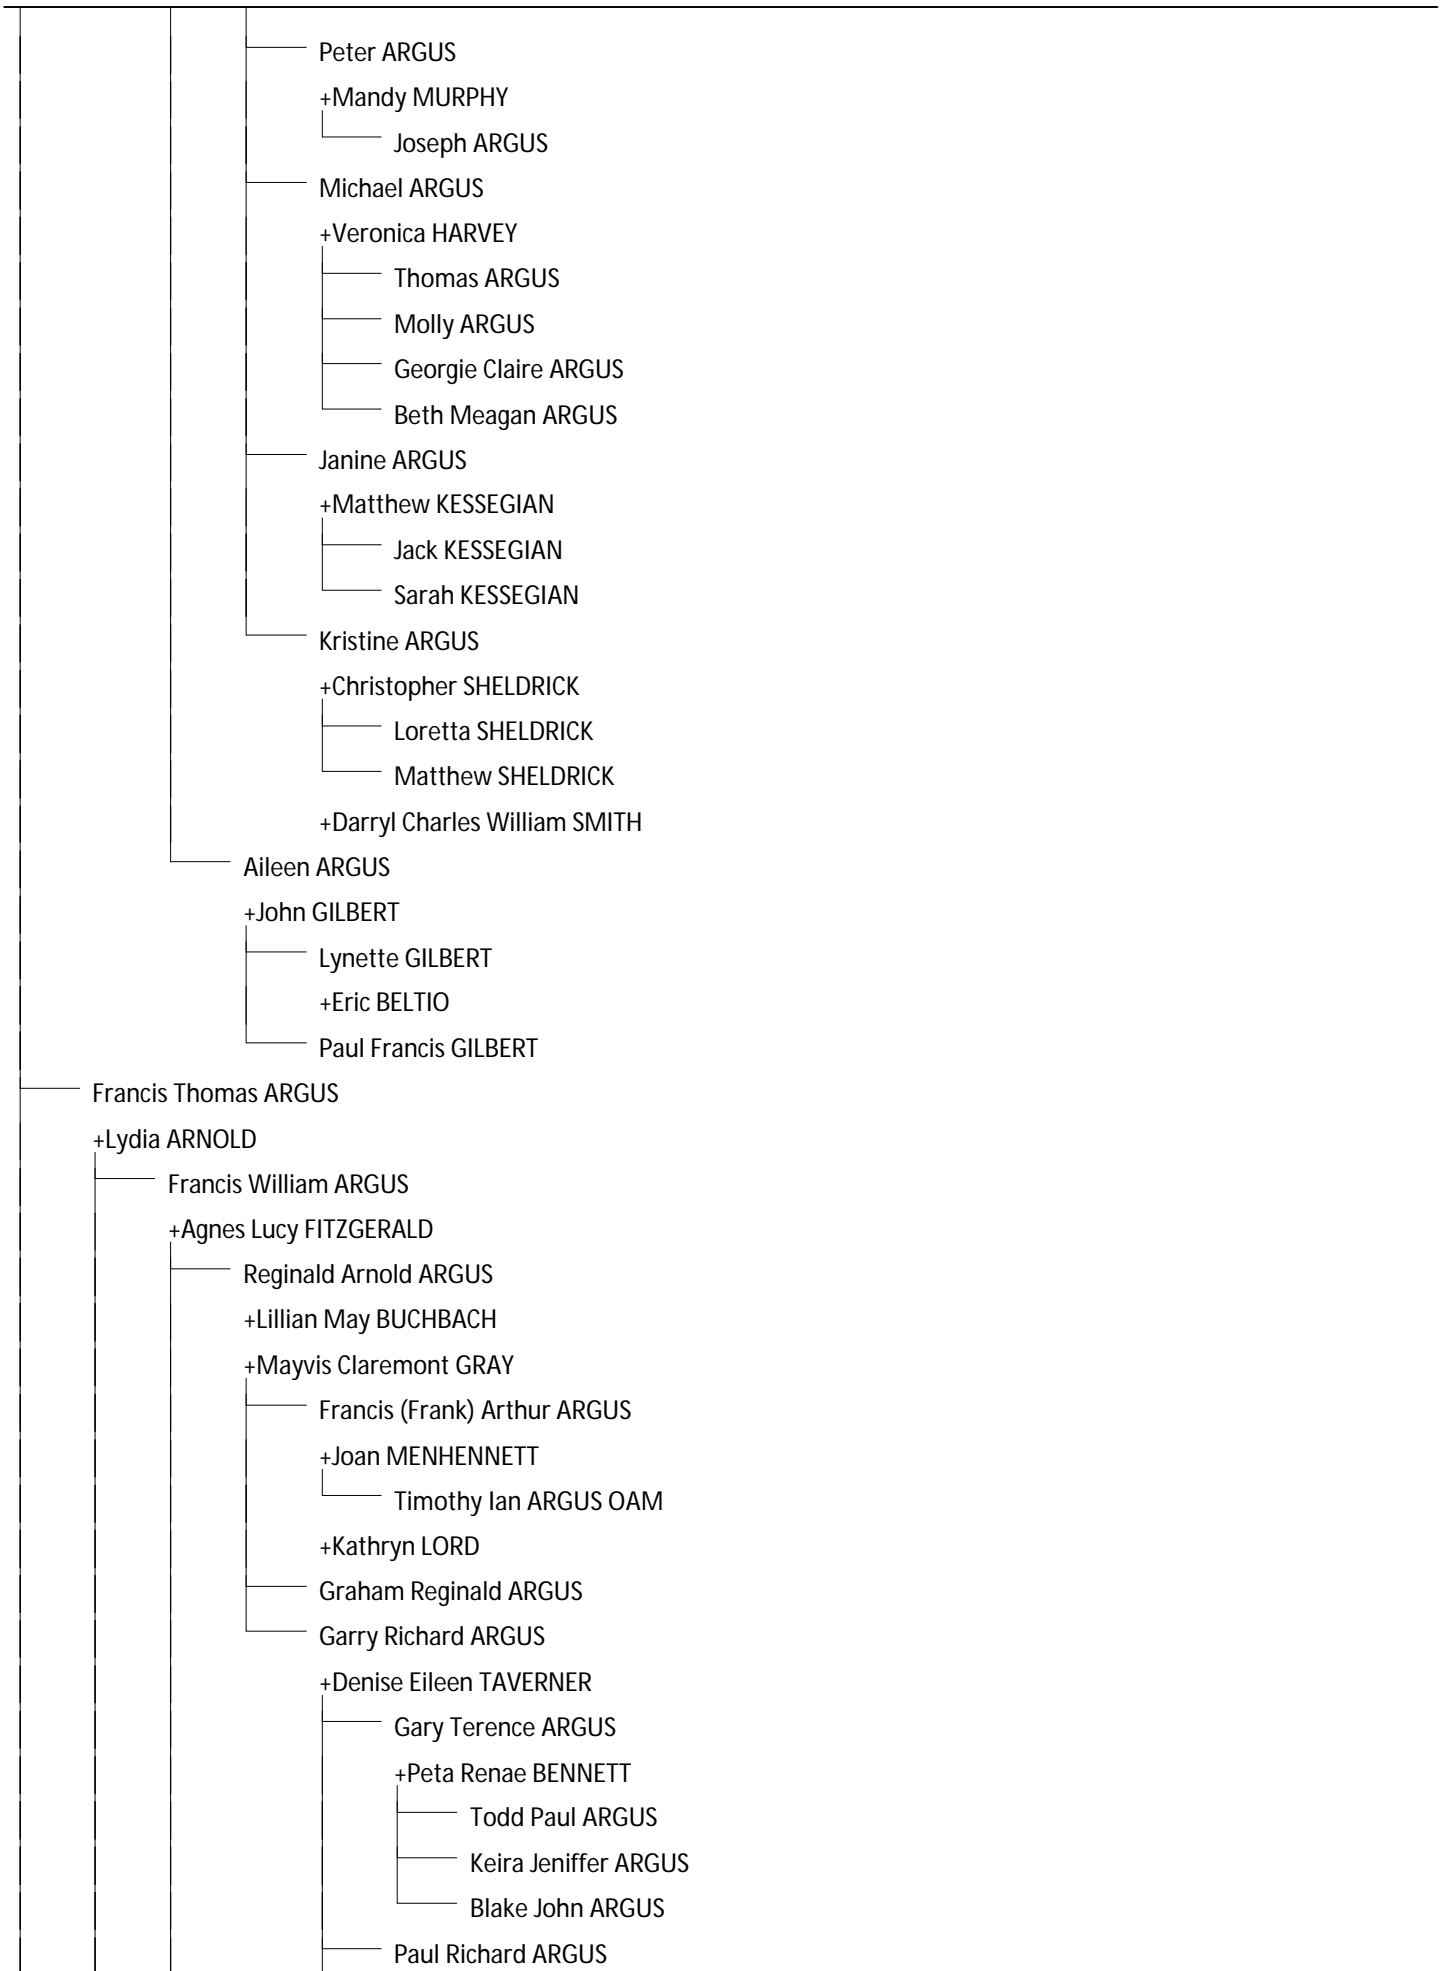 Peter ARGUS
+Mandy MURPHY
Joseph ARGUS
Michael ARGUS
+Veronica HARVEY
Thomas ARGUS
Molly ARGUS
Georgie Claire ARGUS
Beth Meagan ARGUS
Janine ARGUS
+Matthew KESSEGIAN
Jack KESSEGIAN
Sarah KESSEGIAN
Kristine ARGUS
+Christopher SHELDRICK
Loretta SHELDRICK
Matthew SHELDRICK
+Darryl Charles William SMITH
Aileen ARGUS
+John GILBERT
Lynette GILBERT
+Eric BELTIO
Paul Francis GILBERT
Francis Thomas ARGUS
+Lydia ARNOLD
Francis William ARGUS
+Agnes Lucy FITZGERALD
Reginald Arnold ARGUS
+Lillian May BUCHBACH
+Mayvis Claremont GRAY
Francis (Frank) Arthur ARGUS
+Joan MENHENNETT
Timothy Ian ARGUS OAM
+Kathryn LORD
Graham Reginald ARGUS
Garry Richard ARGUS
+Denise Eileen TAVERNER
Gary Terence ARGUS
+Peta Renae BENNETT
Todd Paul ARGUS
Keira Jeniffer ARGUS
Blake John ARGUS
Paul Richard ARGUS